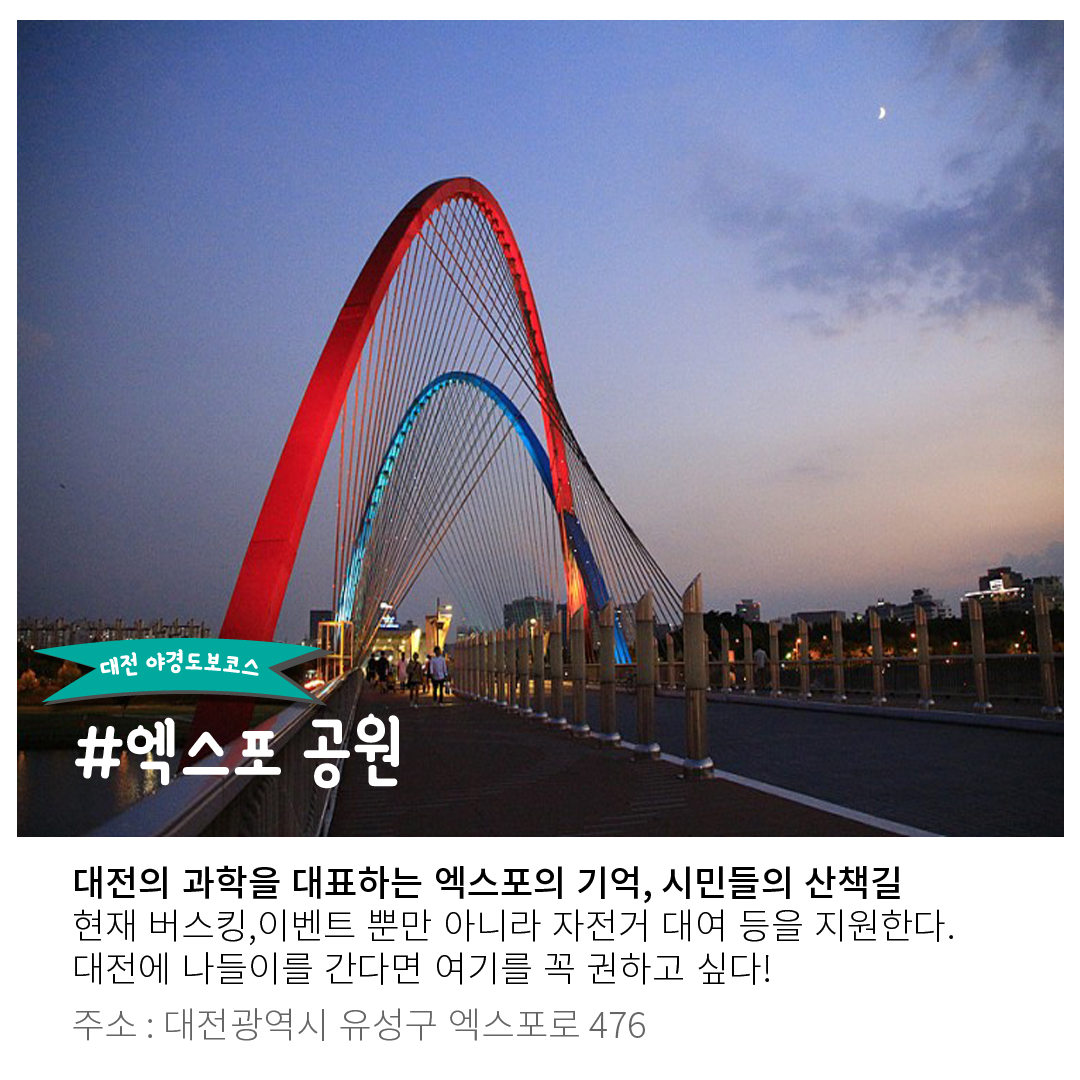 대전 야경도보코스
#엑스포 공원
대전의 과학을 대표하는 엑스포의 기억, 시민들의 산책길
현재 버스킹,이벤트 뿐만 아니라 자전거 대여 등을 지원한다.
대전에 나들이를 간다면 여기를 꼭 권하고 싶다!
주소 : 대전광역시 유성구 엑스포로 476